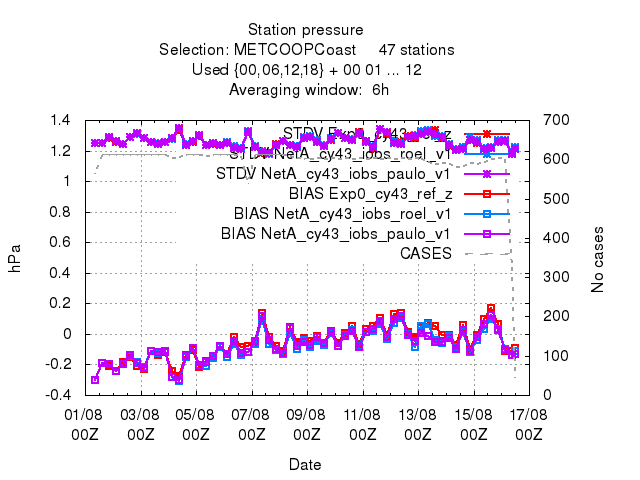 Station pressure
Selection: METCOOPCoast 47 stations
Used {00,06,12,18} + 00 01 ... 12
Averaging window: 6h
1.4
1.2
1
0.8
0.6
0.4
0.2
0
-0.2
-0.4
hPa
700
600
500
400
300
200
100
0
No cases
STDV Exp0_cy43_ref_z
STDV NetA_cy43_iobs_roel_v1
STDV NetA_cy43_iobs_paulo_v1
BIAS Exp0_cy43_ref_z
BIAS NetA_cy43_iobs_roel_v1
BIAS NetA_cy43_iobs_paulo_v1
CASES
01/08 03/08 05/08 07/08 09/08 11/08 13/08 15/08 17/08
00Z 00Z 00Z 00Z 00Z 00Z 00Z 00Z 00Z
Date